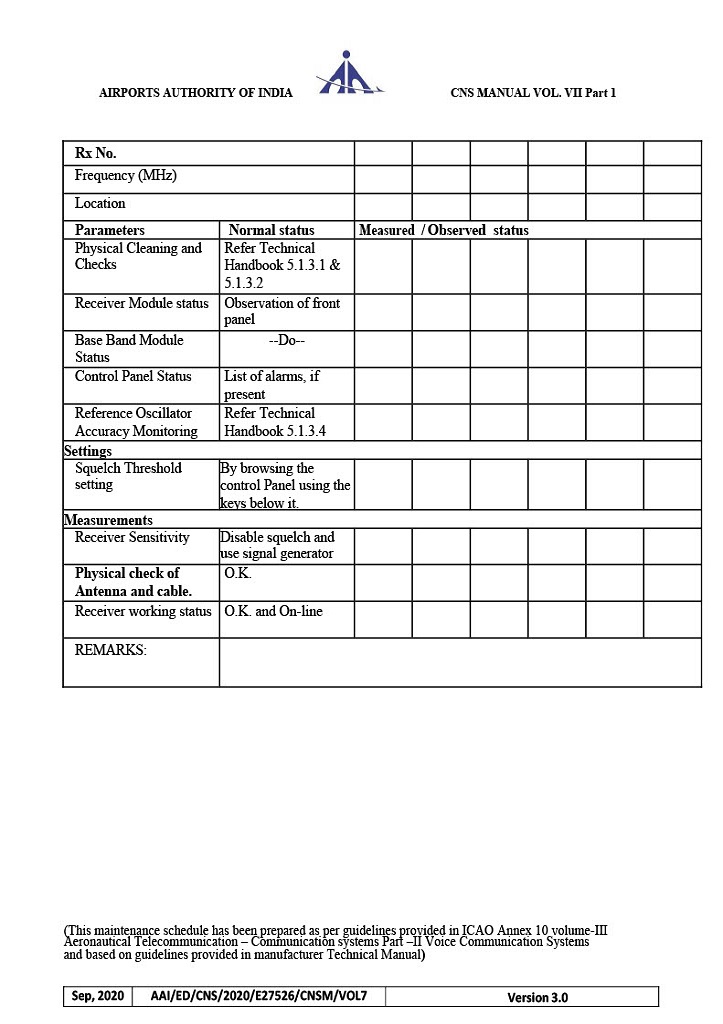 AIRPORTS AUTHORITY OF INDIA
CNS MANUAL VOL. VII Part 1
Rx No.
Frequency (MHz)
Location
Parameters
Normal status
Measured / Observed status
Physical Cleaning and
Checks
Refer Technical
Handbook 5.1.3.1 &
5.1.3.2
Receiver Module status
Observation of front
panel
Base Band Module
Status
--Do--
Control Panel Status
List of alarms, if
present
Reference Oscillator
Accuracy Monitoring
Refer Technical
Handbook 5.1.3.4
Settings
Squelch Threshold
setting
By browsing the
control Panel using the
keys below it.
Measurements
Receiver Sensitivity
Disable squelch and
use signal generator
Physical check of
Antenna and cable.
O.K.
Receiver working status
O.K. and On-line
REMARKS:
(This maintenance schedule has been prepared as per guidelines provided in ICAO Annex 10 volume-III
Aeronautical Telecommunication – Communication systems Part –II Voice Communication Systems
and based on guidelines provided in manufacturer Technical Manual)
Sep, 2020
AAI/ED/CNS/2020/E27526/CNSM/VOL7
Version 3.0